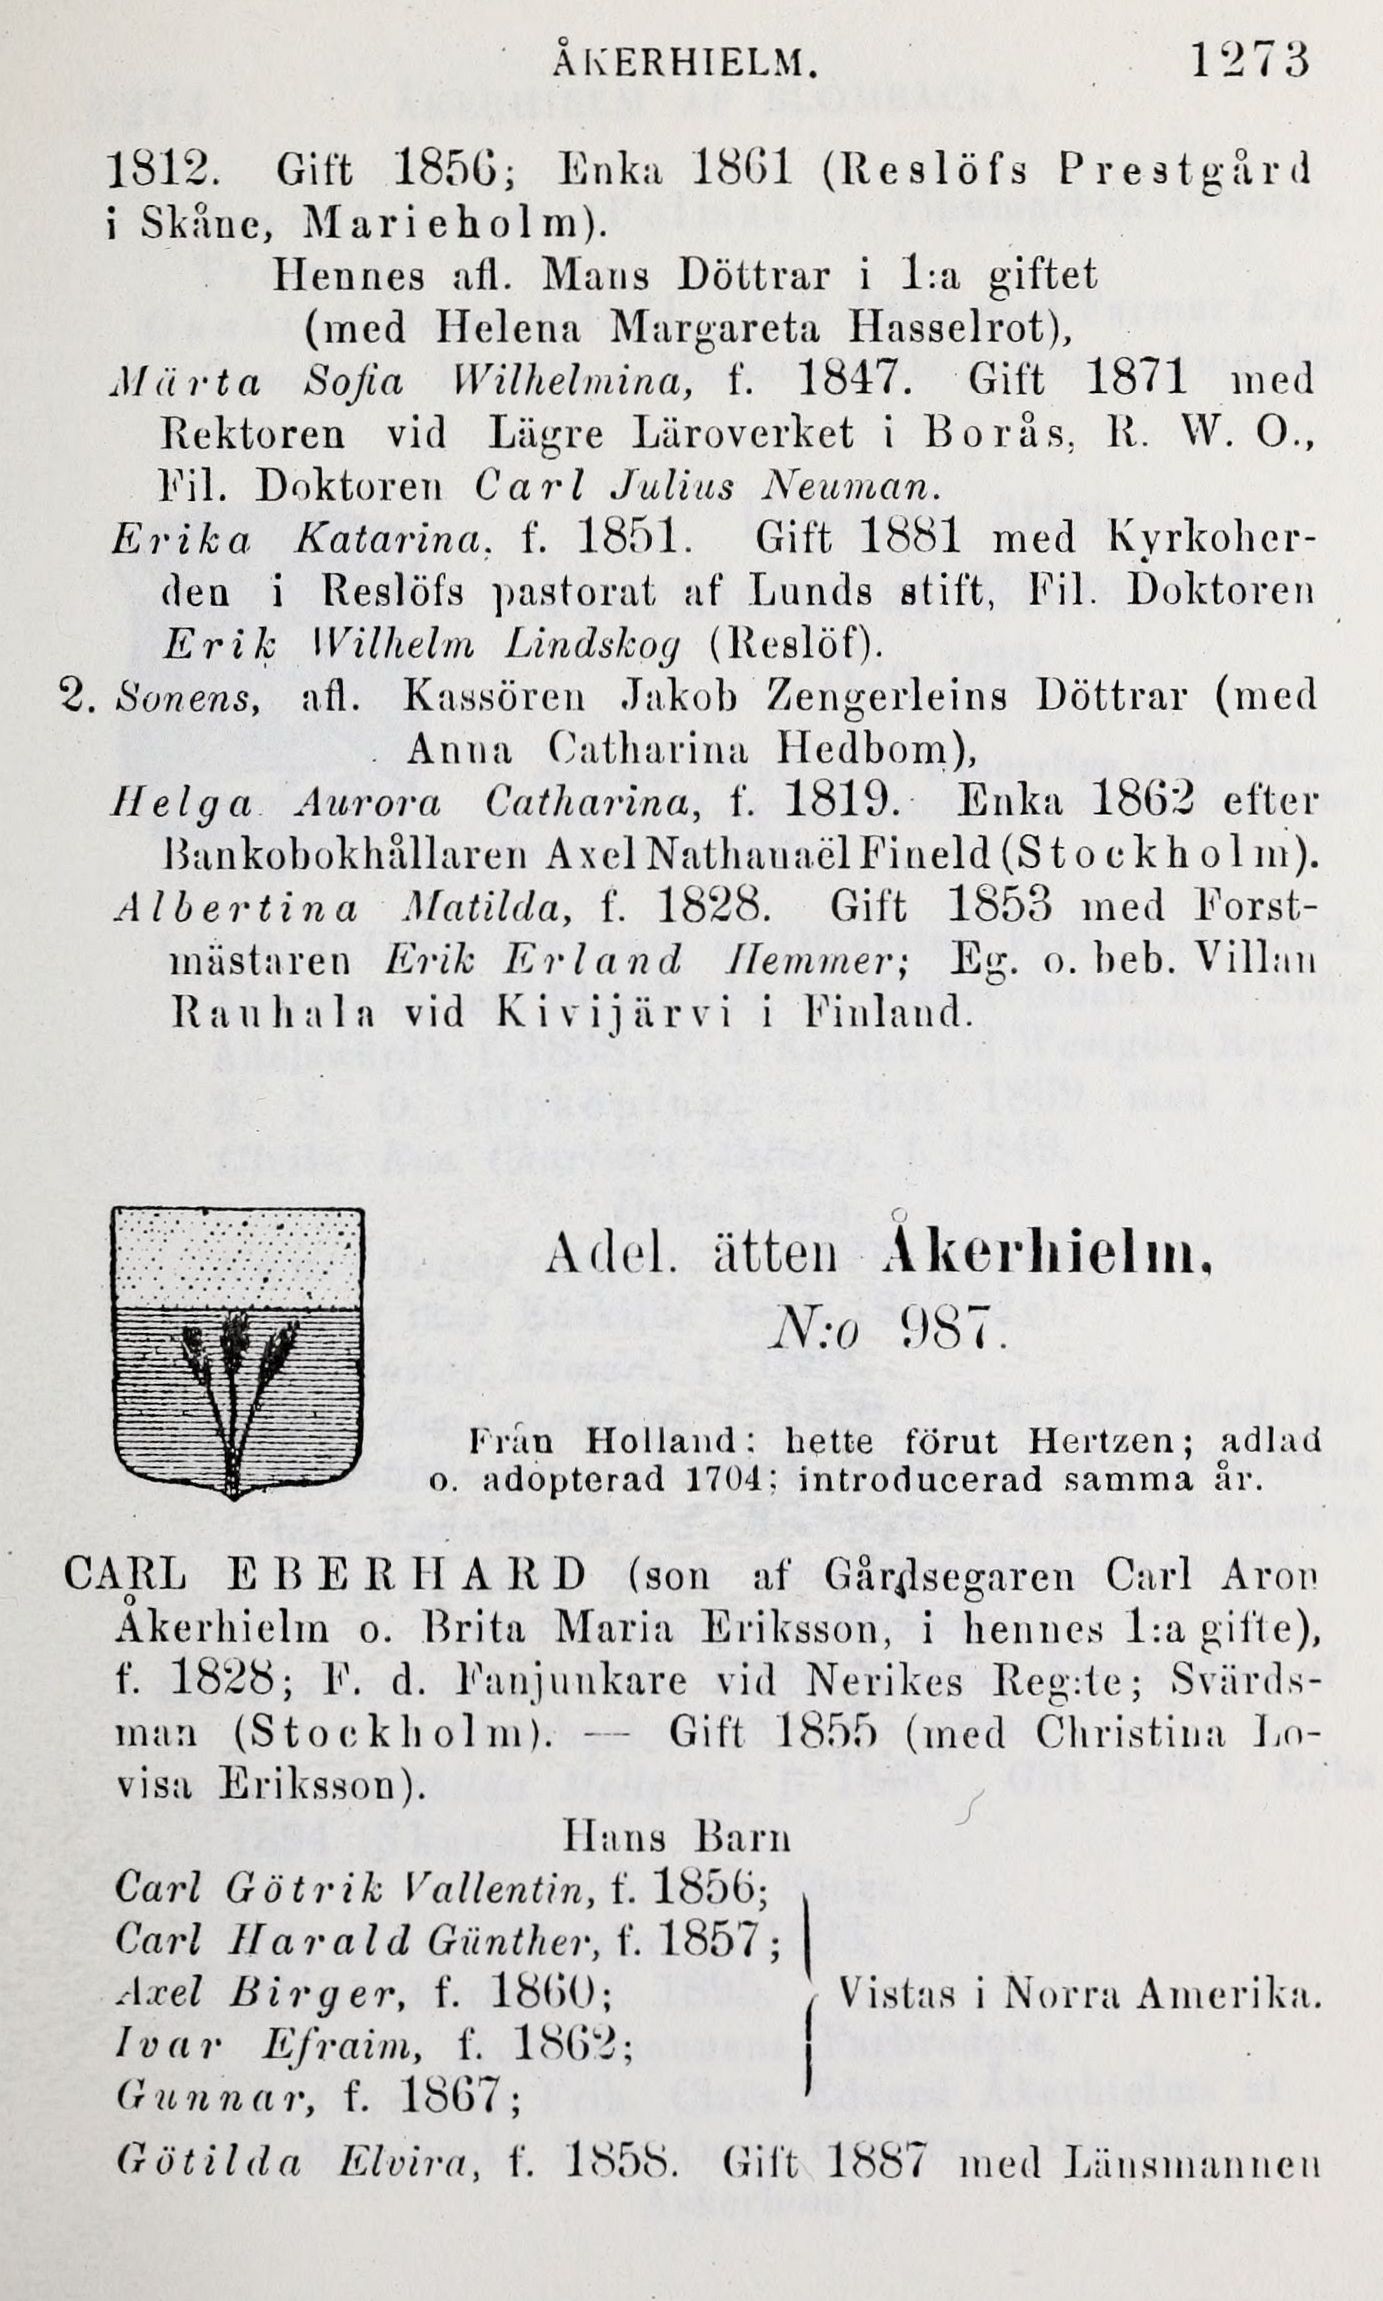 ÅKERHIELM. 1273
1812. Gift 1856; Enka 1861 (Reslöfs Prestgård
i Skåne, Marieholm).
Hennes afl. Mans Döttrar i 1:a giftet
(med Helena Margareta Hasselrot),
Märta Sofia Wilhelmina, f. 1847. Gift 1871 med
Rektoren vid Lägre Läroverket i Borås, R. W. O.,
Fil. Doktoren Carl Julius Neuman.
Erika Katarina, f. 1851. Gift 1881 med Kyrkoher-
den i Reslöfs pastorat af Lunds stift, Fil. Doktoren
Erik Wilhelm Lindskog (Reslöf).
2. Sonens, afl. Kassören Jakob Zengerleins Döttrar (med
Anna Catharina Hedbom),
Helga Aurora Catharina, f. 1819. Enka 1862 efter
Bankobokhållaren Axel Nathanaël Fineld (Stockholm).
Albertina Matilda, f. 1828. Gift 1853 med Forst-
mästaren Erik Erland Hemmer; Eg. o. beb. Villan
Rauhala vid Kivijärvi i Finland.
Adel. ätten Åkerhielm,
N:o 987.
Från Holland; hette förut Hertzen; adlad
o. adopterad 1704; introducerad samma år.
CARL EBERHARD (son af Gårdsegaren Carl Aron
Åkerhielm o. Brita Maria Eriksson, i hennes 1:a gifte),
f. 1828; F. d. Fanjunkare vid Nerikes Reg:te; Svärds-
man (Stockholm). — Gift 1855 (med Christina Lo-
visa Eriksson).
Hans Barn
Carl Götrik Vallentin, f. 1856;
Carl Harald Günther, f. 1857;
Axel Birger, f. 1860; Vistas i Norra Amerika.
Ivar Efraim, f. 1862;
Gunnar, f. 1867;
Götilda Elvira, f. 1858. Gift 1887 med Länsmannen